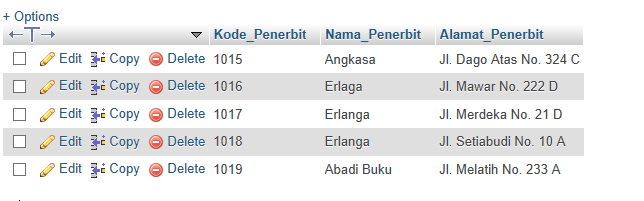 + Options
←T→ Kode_Penerbit Nama_Penerbit Alamat_Penerbit
Edit Copy Delete 1015 Angkasa Jl. Dago Atas No. 324 C
Edit Copy Delete 1016 Erlaga Jl. Mawar No. 222 D
Edit Copy Delete 1017 Erlanga Jl. Merdeka No. 21 D
Edit Copy Delete 1018 Erlanga Jl. Setiabudi No. 10 A
Edit Copy Delete 1019 Abadi Buku Jl. Melatih No. 233 A